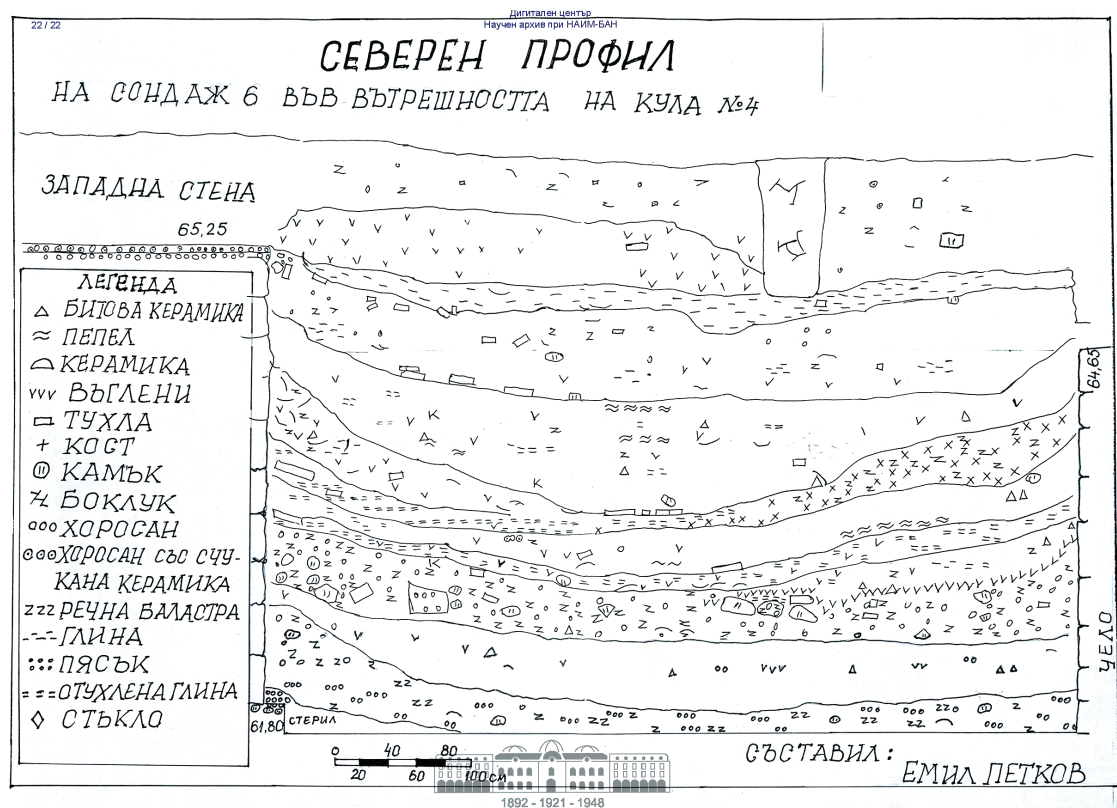 Дигитален център
22 / 22
Научен архив при НАИМ-БАН
СЕВЕРЕН ПРОФИЛ
НА СОНДАЖ 6 ВЪВ ВЪТРЕШНОСТТА НА КУЛА №4
ЗАПАДНА СТЕНА
65,25
ЛЕГЕНДА
БИТОВА КЕРАМИКА
ПЕПЕЛ
КЕРАМИКА
ВЪГЛЕНИ
ТУХЛА
КОСТ
КАМЪК
БОКЛУК
ХОРОСАН
ХОРОСАН СЪС СЧУ-
КАНА КЕРАМИКА
РЕЧНА БАЛАСТРА
ГЛИНА
ПЯСЪК
ОТУХЛЕНА ГЛИНА
СТЪКЛО
64,65
ЧЕЛО
61,80
СТЕРИЛ
0 40 80
20 60 100 СМ
СЪСТАВИЛ:
ЕМИЛ ПЕТКОВ
1892 - 1921 - 1948